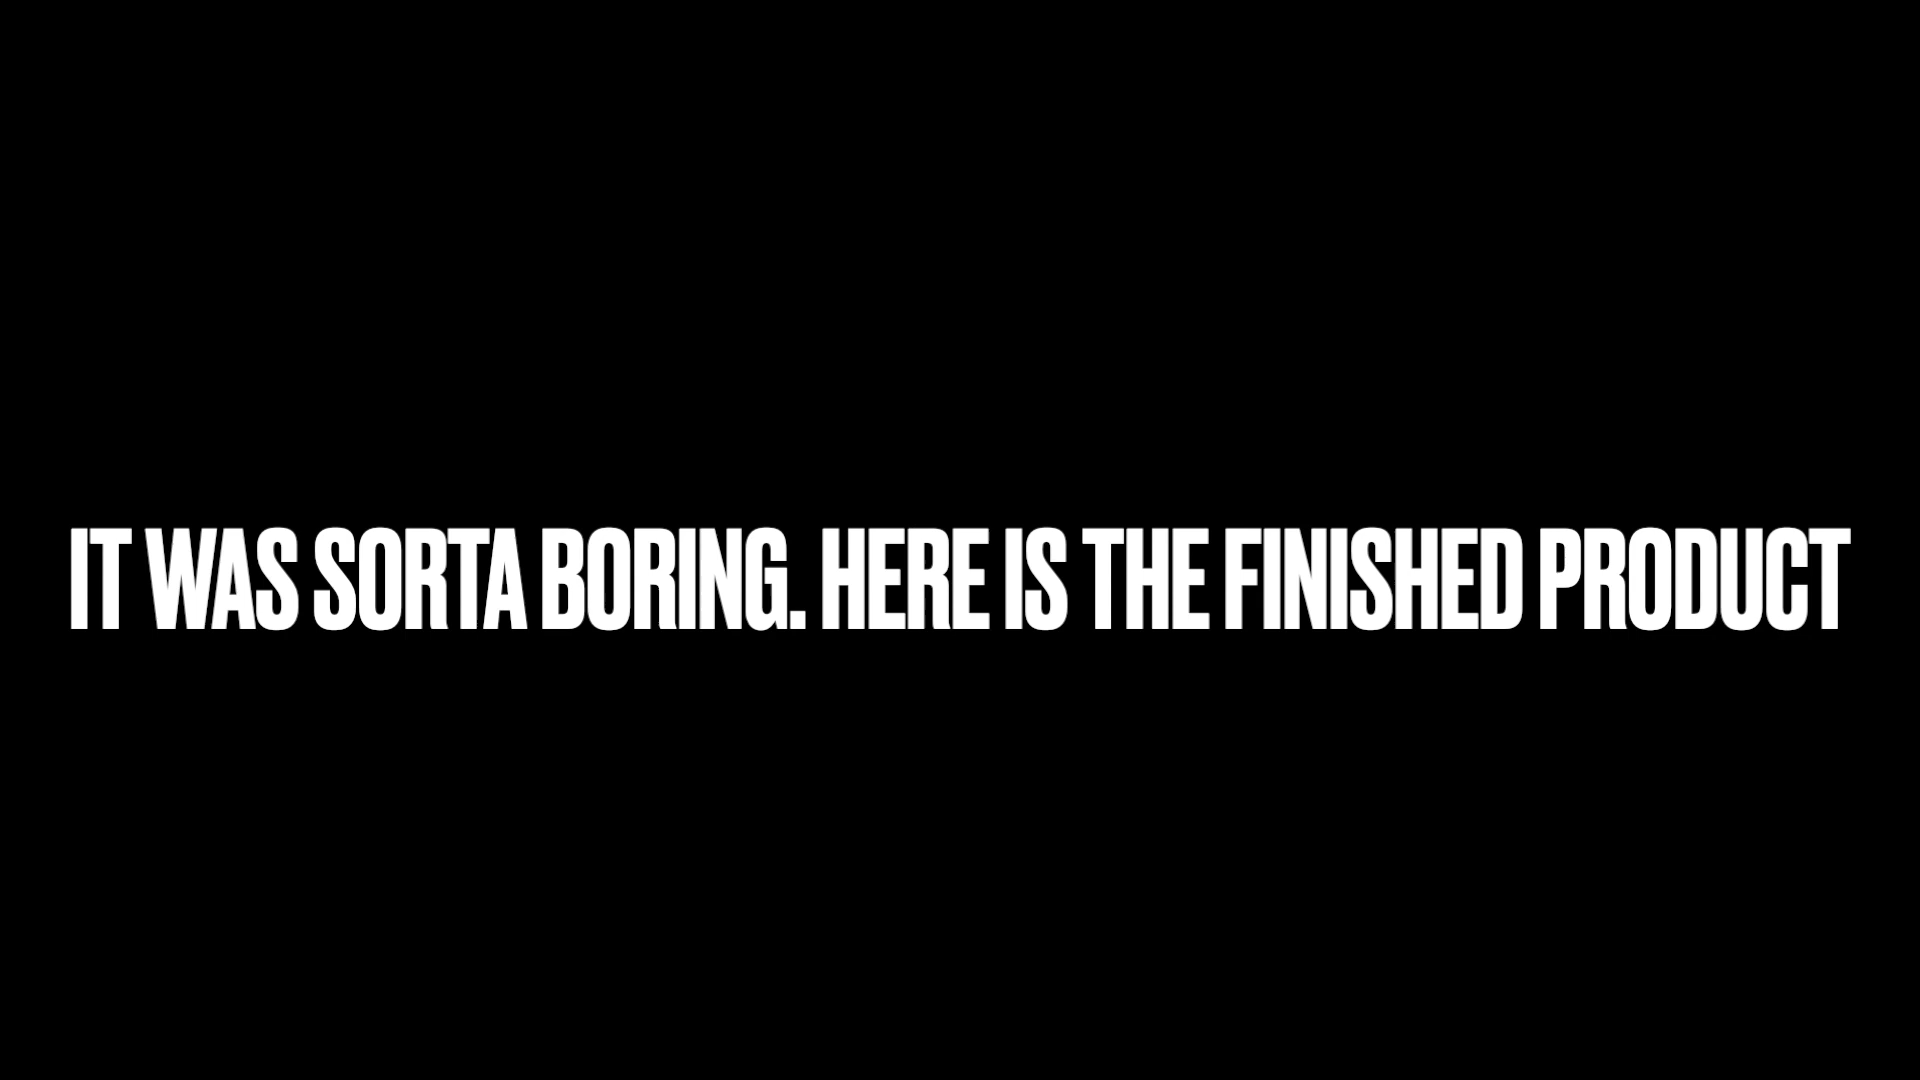 IT WAS SORTA BORING. HERE IS THE FINISHED PRODUCT